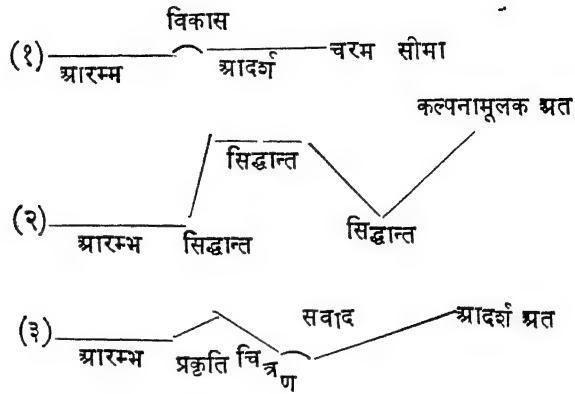 विकास
(१) आरम्म आदर्श चरम सीमा
कल्पनामूलक अत
सिद्धान्त
(२) आरम्भ सिद्धान्त सिद्धान्त
सवाद
(३) आरम्भ प्रकृति चित्रण आदर्श अत